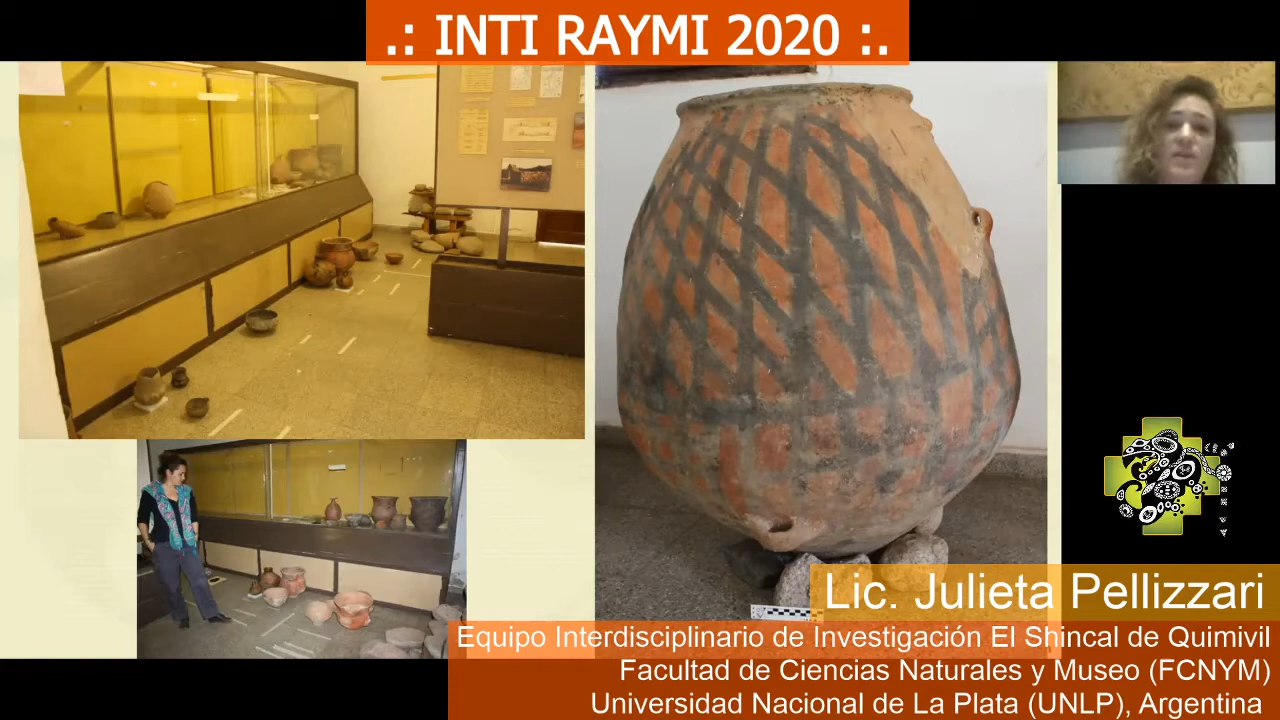 .: INTI RAYMI 2020 :.
Lic. Julieta Pellizzari
Equipo Interdisciplinario de Investigación El Shincal de Quimivil
Facultad de Ciencias Naturales y Museo (FCNYM)
Universidad Nacional de La Plata (UNLP), Argentina